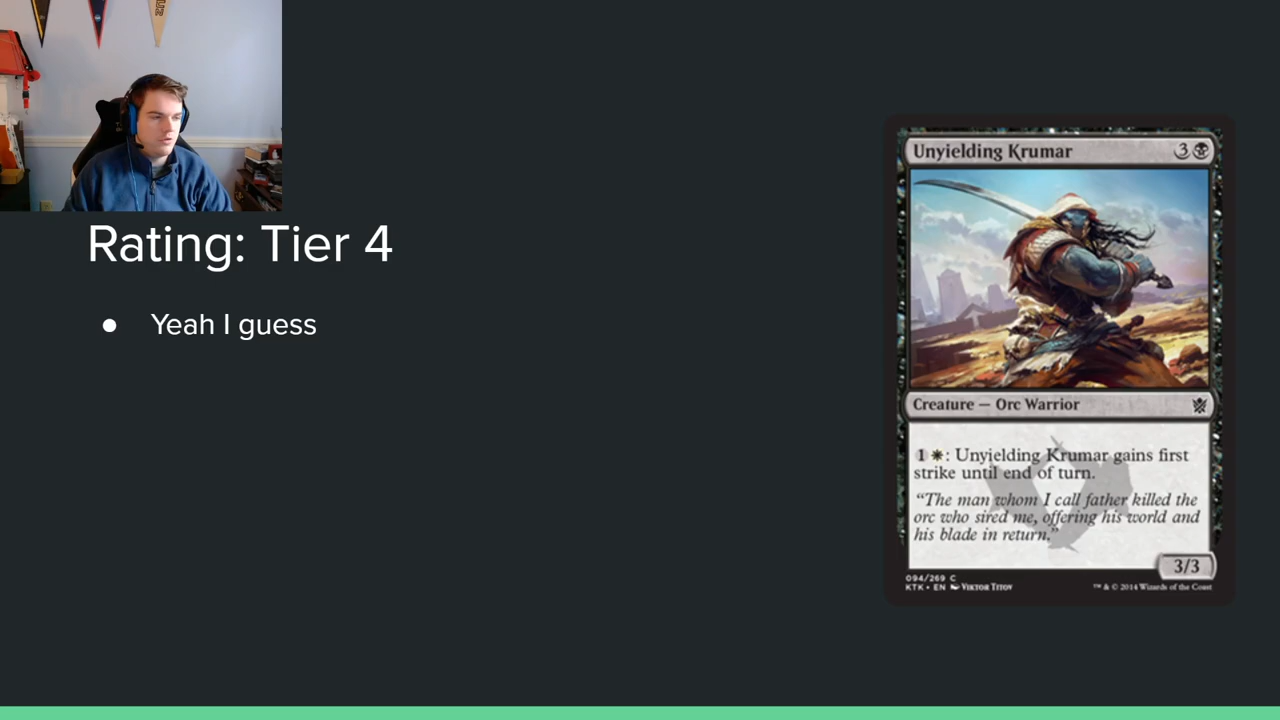 Rating: Tier 4
● Yeah I guess
Unyielding Krumar 3
Creature — Orc Warrior
1 : Unyielding Krumar gains first
strike until end of turn.
“The man whom I call father killed the
orc who sired me, offering his world and
his blade in return.”
3/3
094/269 C
KTK • EN Viktor Titov
™ & © 2014 Wizards of the Coast